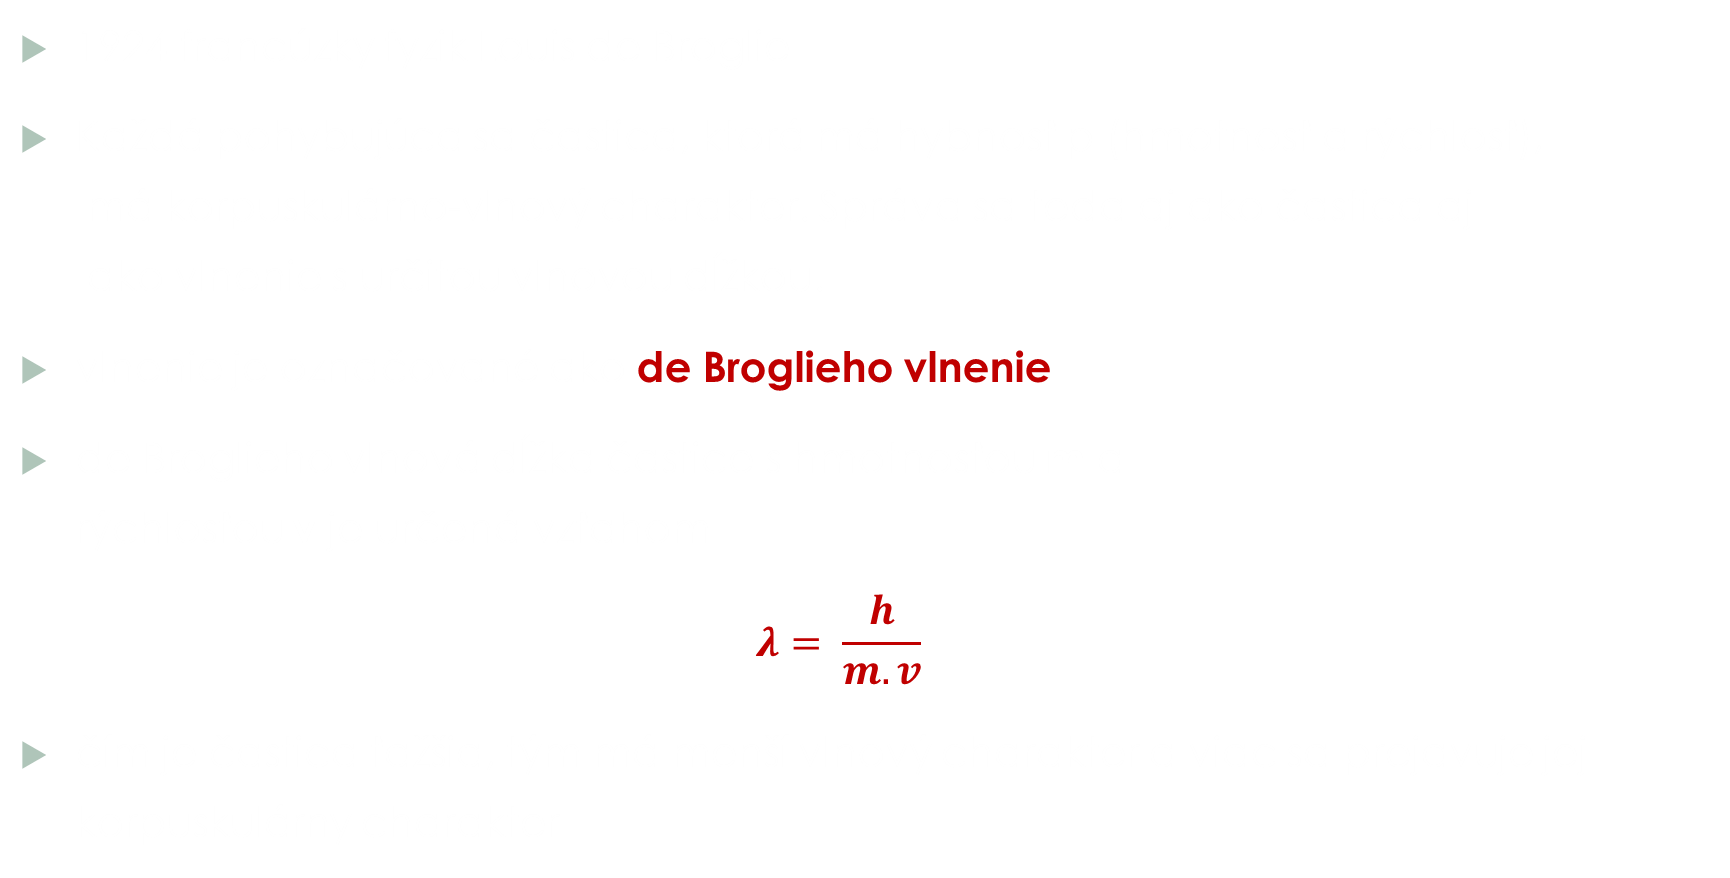 de Broglieho vlnenie
λ = h / m.v